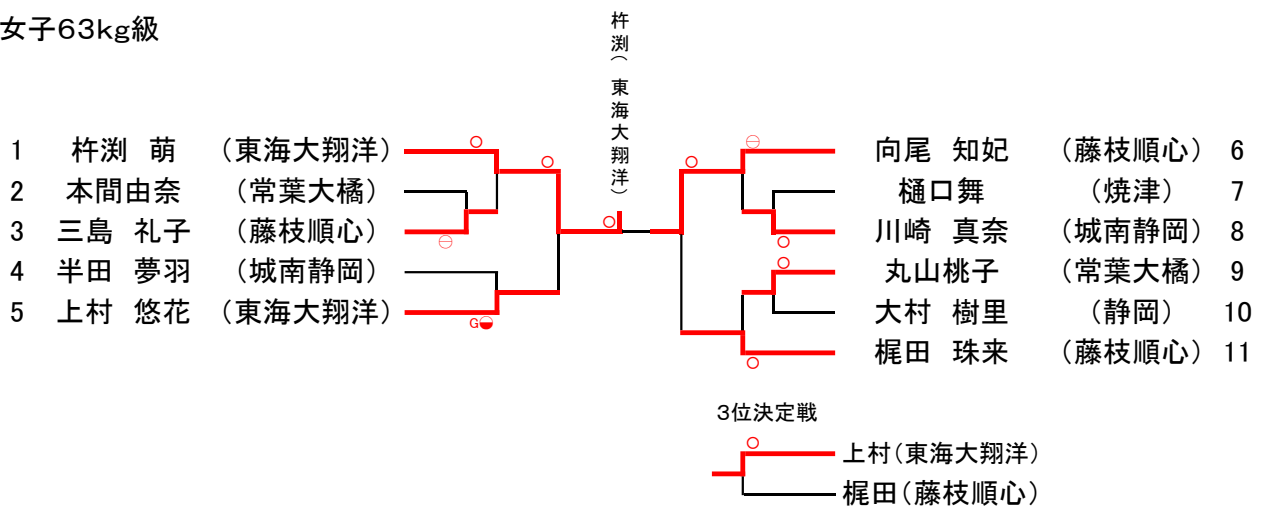 女子63kg級
杵渕(東海大翔洋)
1 杵渕 萌 (東海大翔洋)
2 本間由奈 (常葉大橘)
3 三島 礼子 (藤枝順心)
4 半田 夢羽 (城南静岡)
5 上村 悠花 (東海大翔洋)
G
向尾 知妃 (藤枝順心) 6
樋口舞 (焼津) 7
川崎 真奈 (城南静岡) 8
丸山桃子 (常葉大橘) 9
大村 樹里 (静岡) 10
梶田 珠来 (藤枝順心) 11
3位決定戦
上村(東海大翔洋)
梶田(藤枝順心)